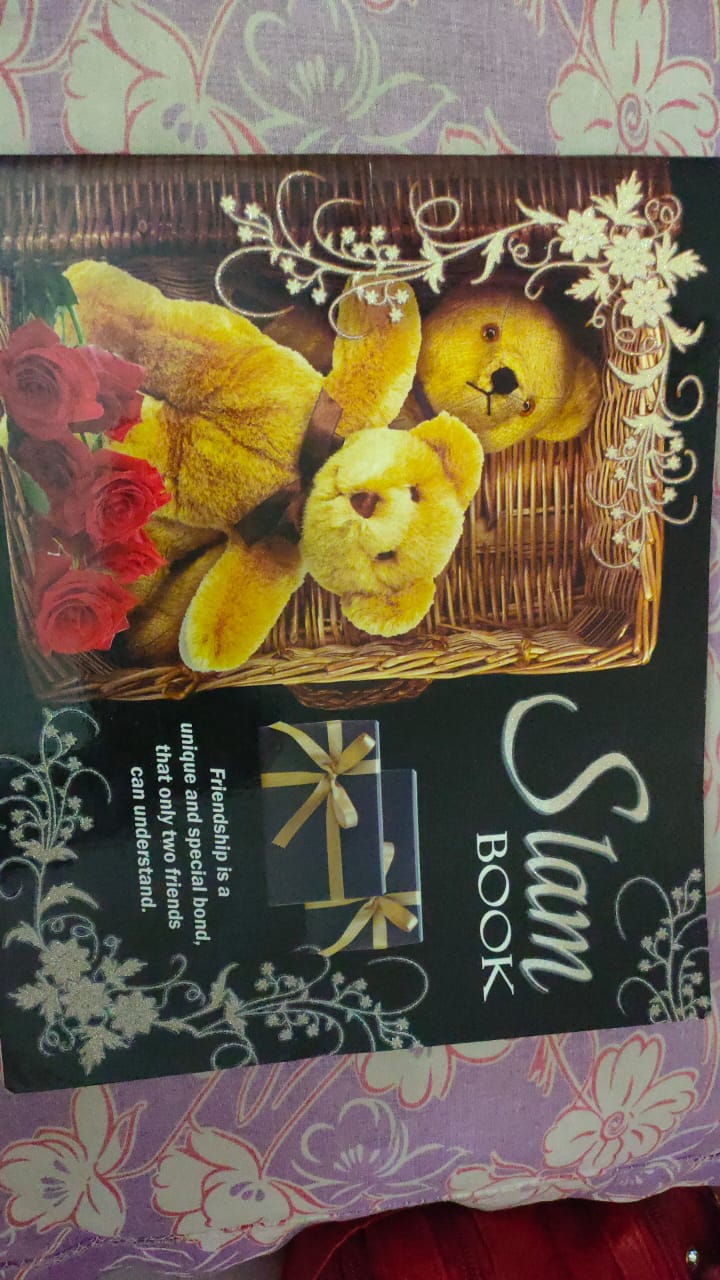 Slam
BOOK
Friendship is a
unique and special bond,
that only two friends
can understand.